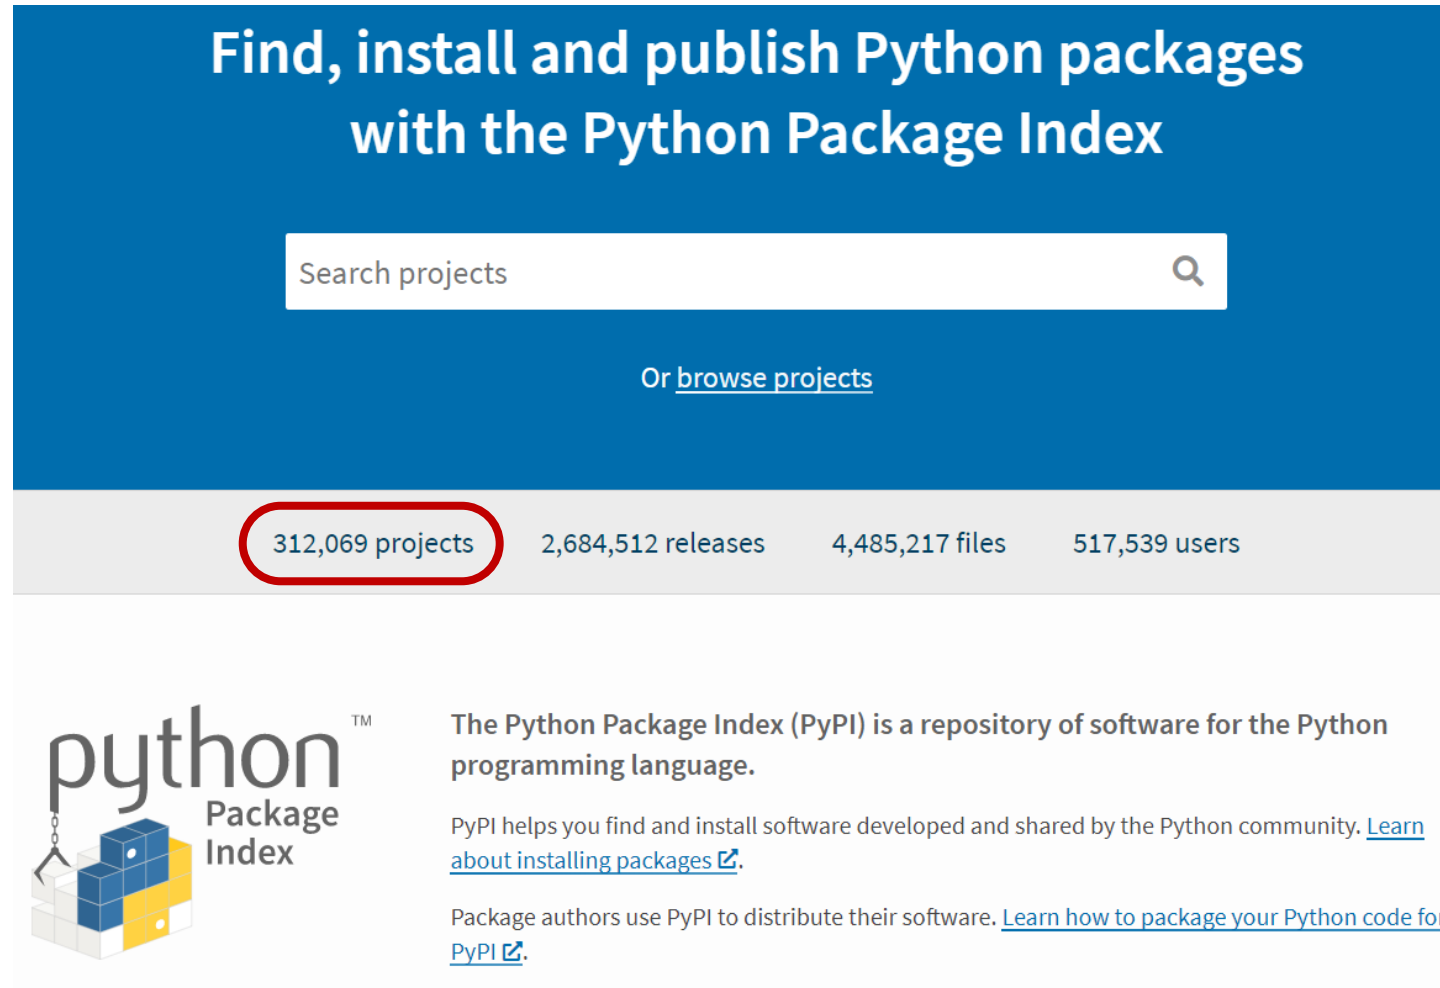 Find, install and publish Python packages
with the Python Package Index
Search projects
Or browse projects
312,069 projects 2,684,512 releases 4,485,217 files 517,539 users
python TM
Package
Index
The Python Package Index (PyPI) is a repository of software for the Python
programming language.
PyPI helps you find and install software developed and shared by the Python community. Learn
about installing packages.
Package authors use PyPI to distribute their software. Learn how to package your Python code for
PyPI.